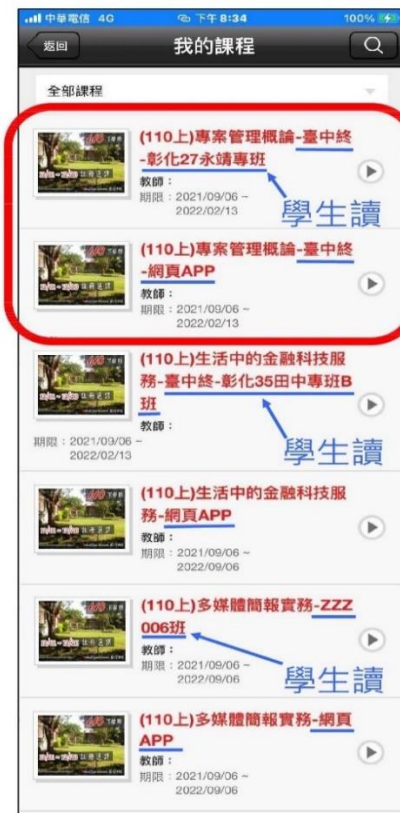 中華電信 4G 下午8:34 100%
返回 我的課程
全部課程
(110上)專案管理概論-臺中終
-彰化27永靖專班
教師：
期限：2021/09/06 ~
2022/02/13
學生讀
(110上)專案管理概論-臺中終
-網頁APP
教師：
期限：2021/09/06 ~
2022/02/13
(110上)生活中的金融科技服
務-臺中終-彰化35田中專班B
班
教師：
期限：2021/09/06 ~
2022/02/13
學生讀
(110上)生活中的金融科技服
務-網頁APP
教師：
期限：2021/09/06 ~
2022/09/06
(110上)多媒體簡報實務-ZZZ
006班
教師：
期限：2021/09/06 ~
2022/09/06
學生讀
(110上)多媒體簡報實務-網頁
APP
教師：
期限：2021/09/06 ~
2022/09/06